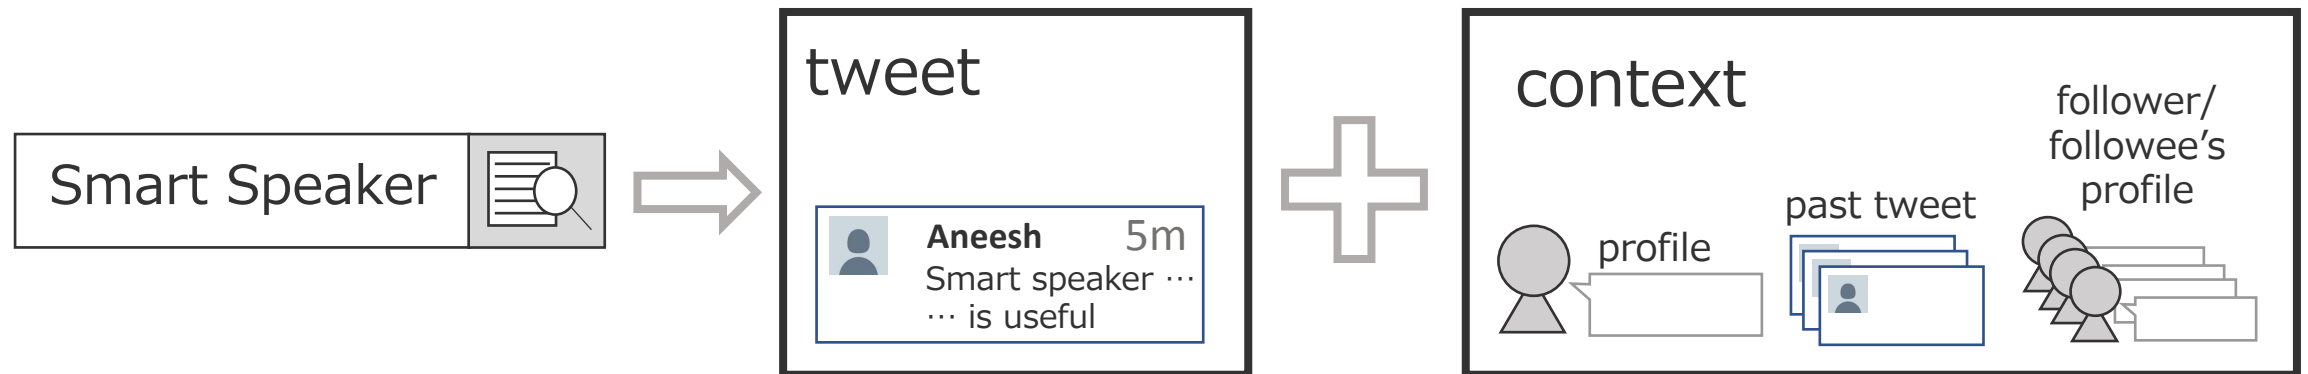 Smart Speaker
tweet
Aneesh 5m
Smart speaker ⋯
⋯ is useful
context
profile
past tweet
follower/
followee's
profile